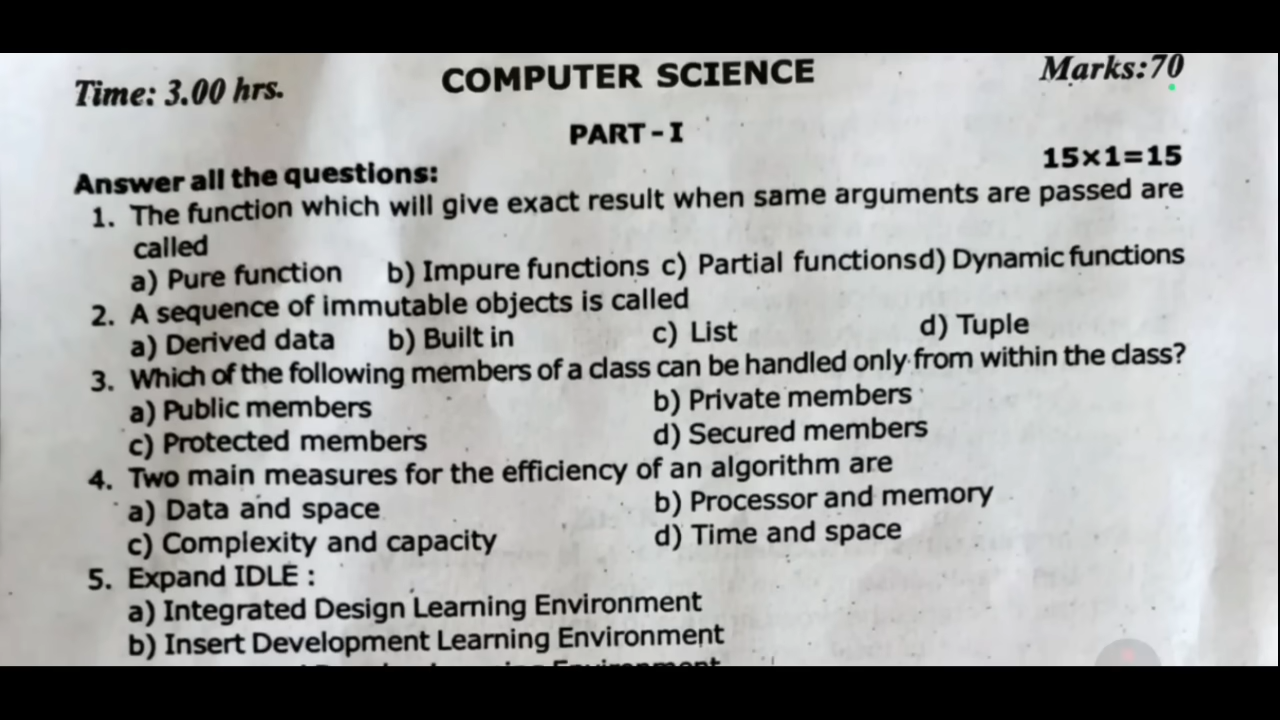 Time: 3.00 hrs. COMPUTER SCIENCE Marks:70
PART - I
Answer all the questions: 15×1=15
1. The function which will give exact result when same arguments are passed are
called
a) Pure function b) Impure functions c) Partial functionsd) Dynamic functions
2. A sequence of immutable objects is called
a) Derived data b) Built in c) List d) Tuple
3. Which of the following members of a class can be handled only from within the class?
a) Public members b) Private members
c) Protected members d) Secured members
4. Two main measures for the efficiency of an algorithm are
a) Data and space b) Processor and memory
c) Complexity and capacity d) Time and space
5. Expand IDLE :
a) Integrated Design Learning Environment
b) Insert Development Learning Environment